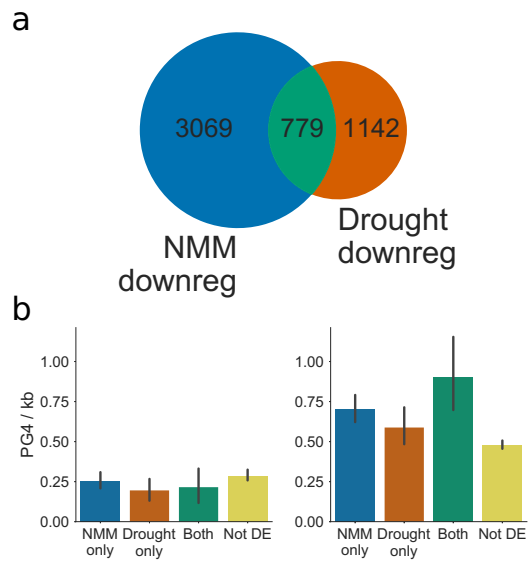 a
3069 779 1142
NMM
downreg
Drought
downreg
b
PG4 / kb
1.00
0.75
0.50
0.25
0.00
NMM
only
Drought
only
Both
Not DE
1.00
0.75
0.50
0.25
0.00
NMM
only
Drought
only
Both
Not DE